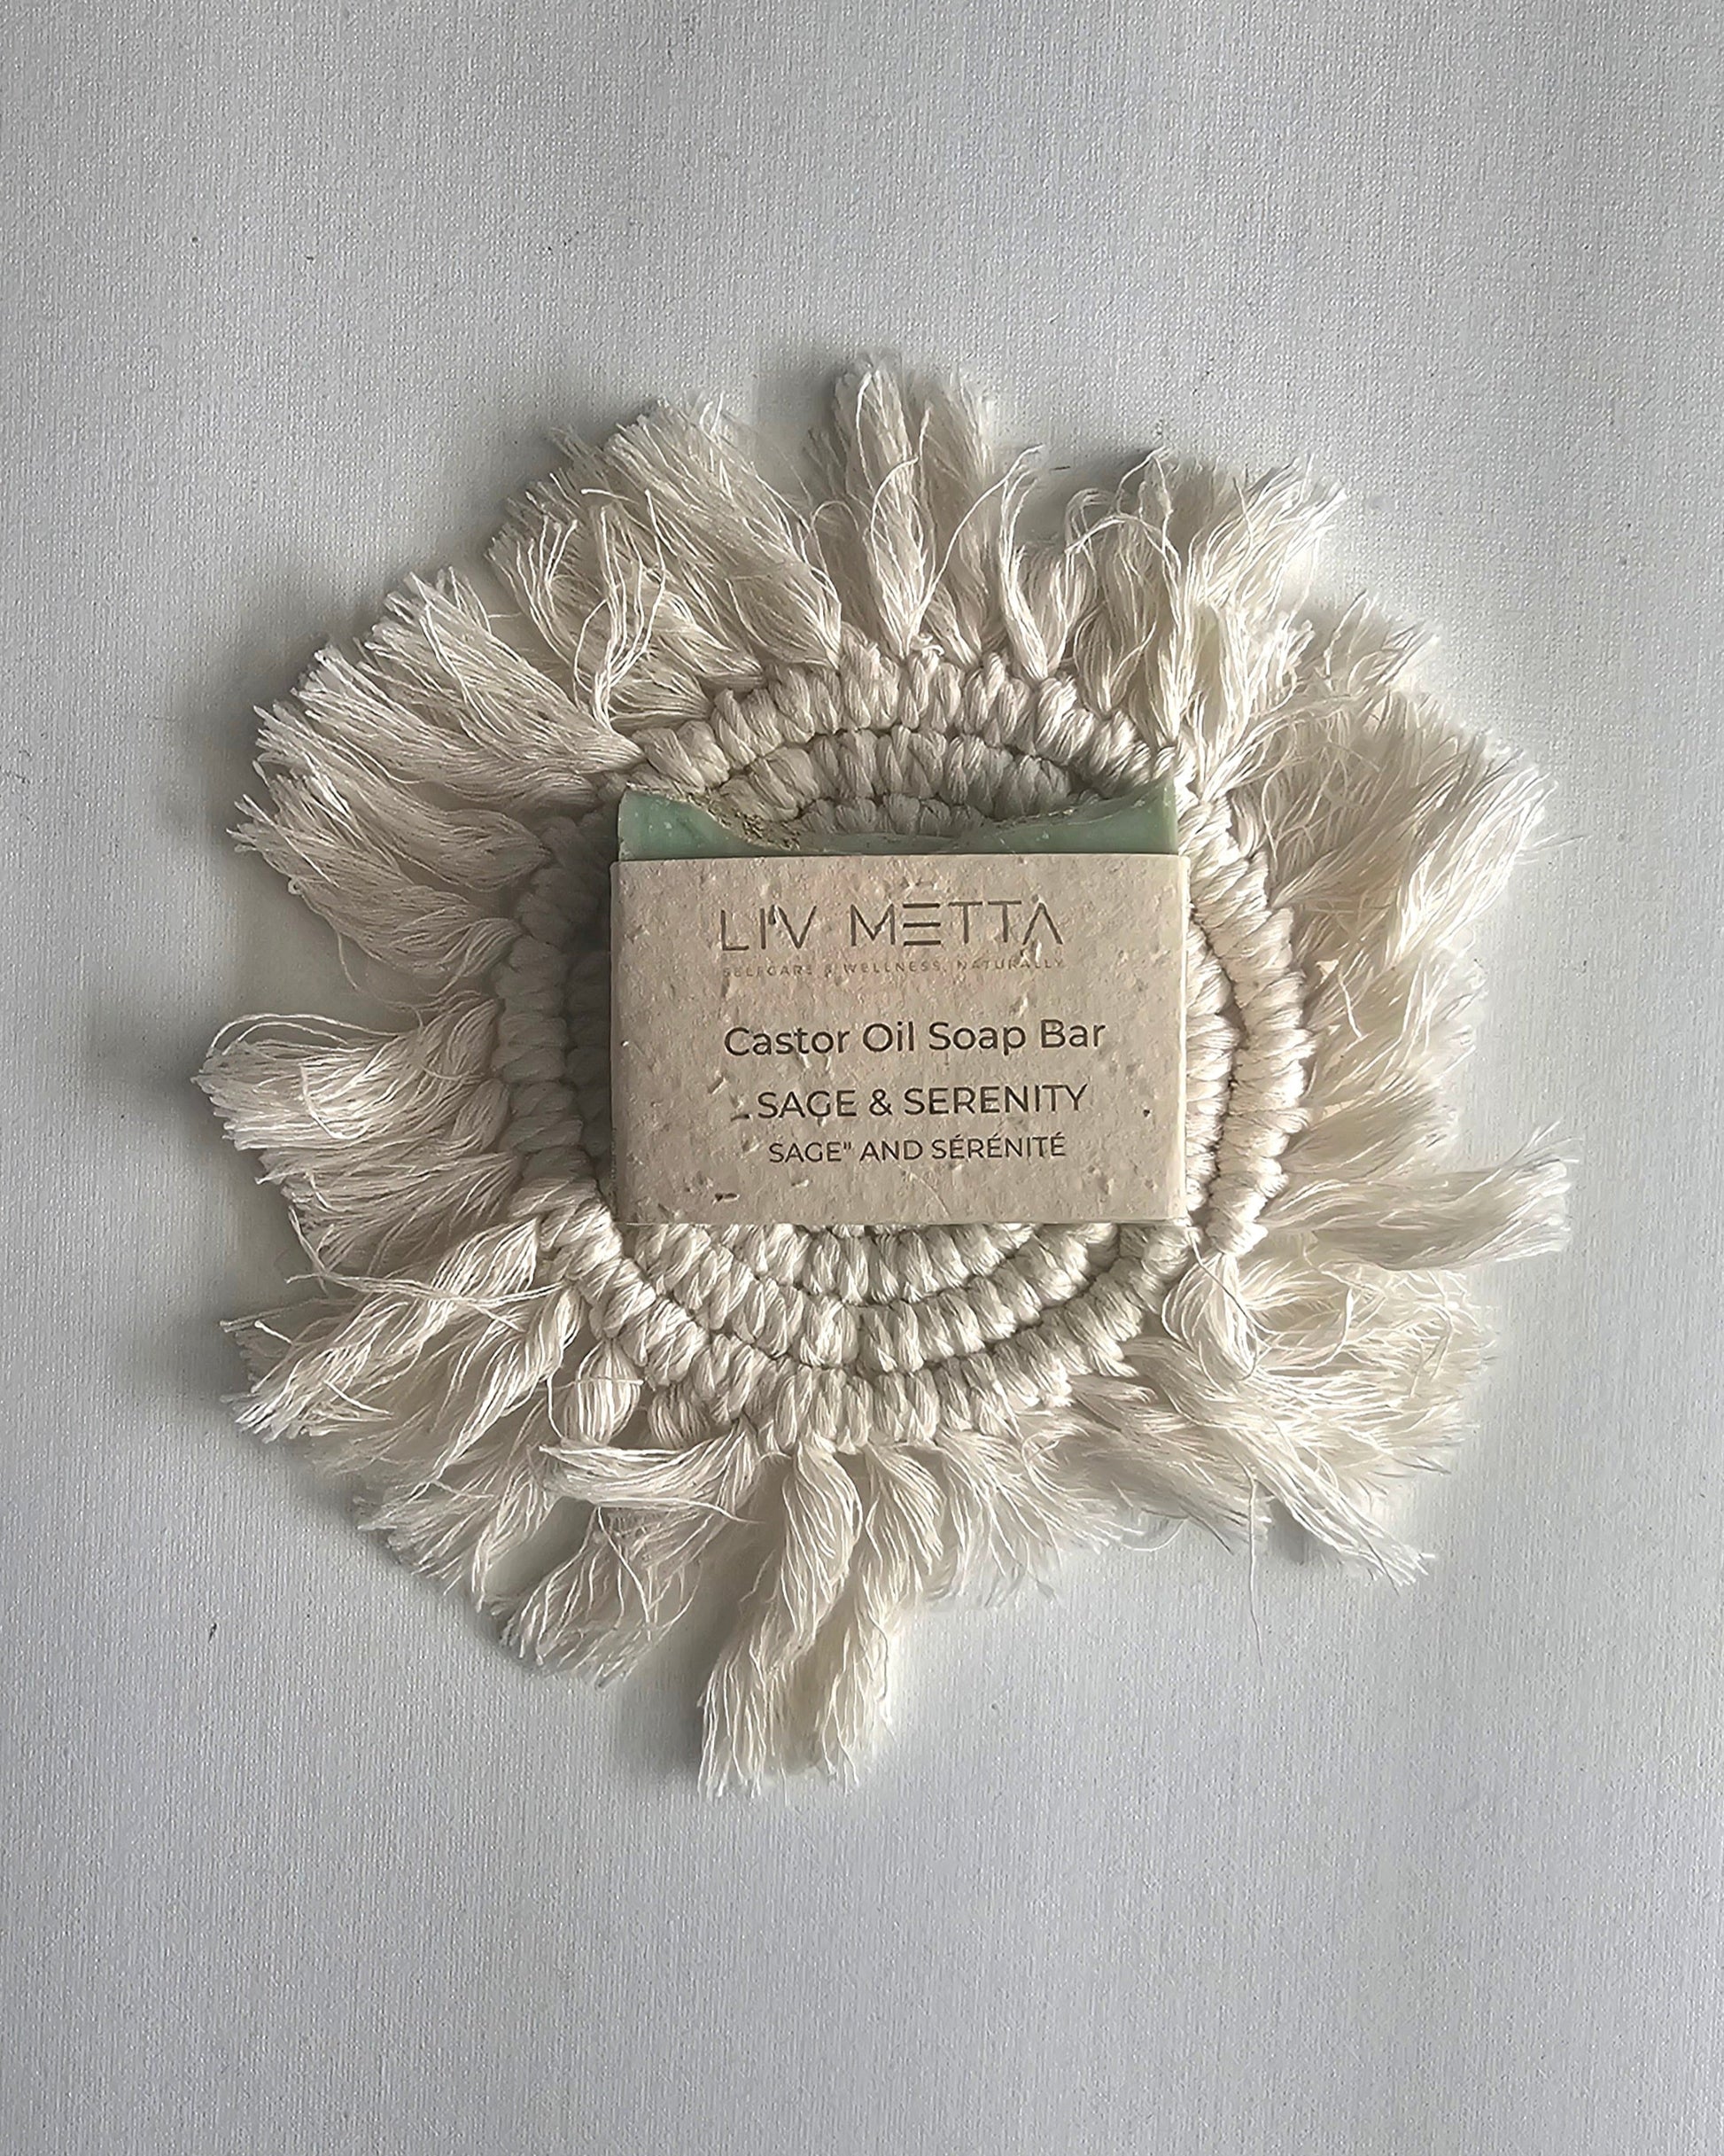 LIV METTA
SELFCARE & WELLNESS, NATURALLY
Castor Oil Soap Bar
SAGE & SERENITY
SAGE" AND SÉRÉNITÉ